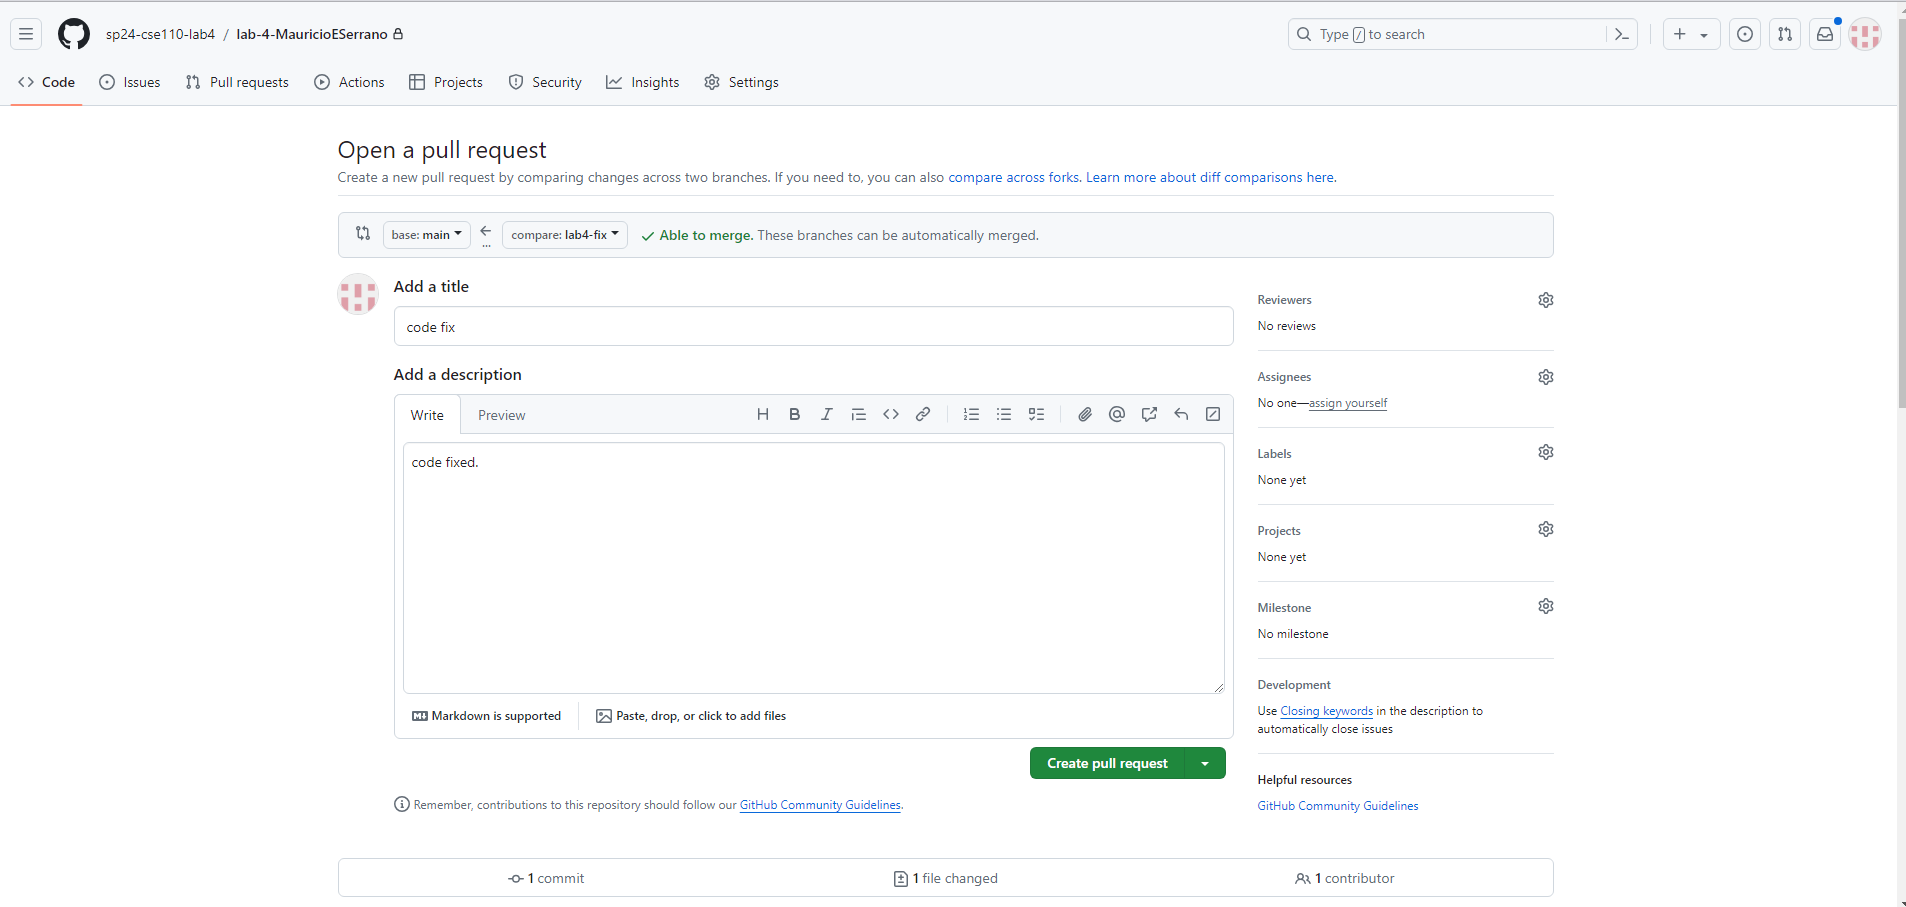 sp24-cse110-lab4 / lab-4-MauricioESerrano
Type / to search
Code Issues Pull requests Actions Projects Security Insights Settings
Open a pull request
Create a new pull request by comparing changes across two branches. If you need to, you can also compare across forks. Learn more about diff comparisons here.
base: main
compare: lab4-fix
Able to merge. These branches can be automatically merged.
Add a title
code fix
Add a description
Write Preview
code fixed.
Markdown is supported
Paste, drop, or click to add files
Create pull request
Remember, contributions to this repository should follow our GitHub Community Guidelines.
Reviewers
No reviews
Assignees
No one—assign yourself
Labels
None yet
Projects
None yet
Milestone
No milestone
Development
Use Closing keywords in the description to
automatically close issues
Helpful resources
GitHub Community Guidelines
1 commit
1 file changed
1 contributor